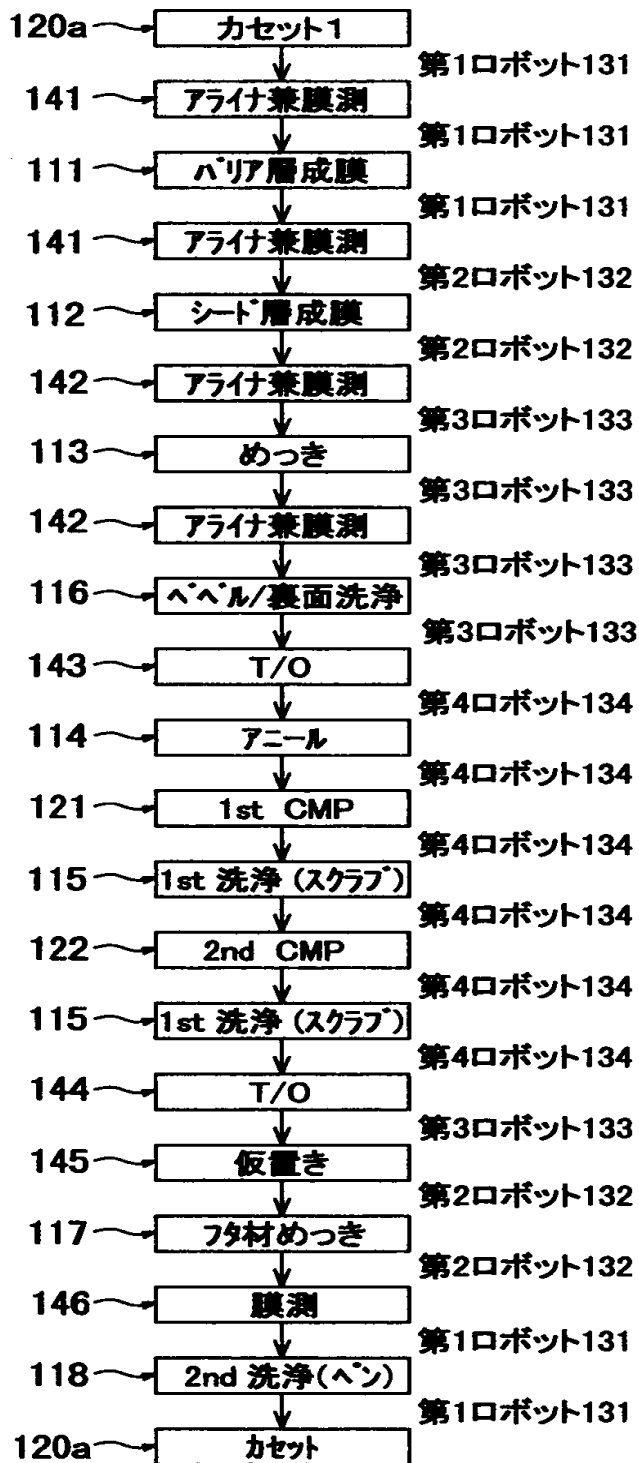 120a カセット1
第1ロボット131
141 アライナ兼膜測
第1ロボット131
111 バリア層成膜
第1ロボット131
141 アライナ兼膜測
第2ロボット132
112 シード層成膜
第2ロボット132
142 アライナ兼膜測
第3ロボット133
113 めっき
第3ロボット133
142 アライナ兼膜測
第3ロボット133
116 ベベル/裏面洗浄
第3ロボット133
143 T/O
第4ロボット134
114 アニール
第4ロボット134
121 1st CMP
第4ロボット134
115 1st 洗浄(スクラブ)
第4ロボット134
122 2nd CMP
第4ロボット134
115 1st 洗浄(スクラブ)
第4ロボット134
144 T/O
第3ロボット133
145 仮置き
第2ロボット132
117 フタ材めっき
第2ロボット132
146 膜測
第1ロボット131
118 2nd 洗浄(ペン)
第1ロボット131
120a カセット